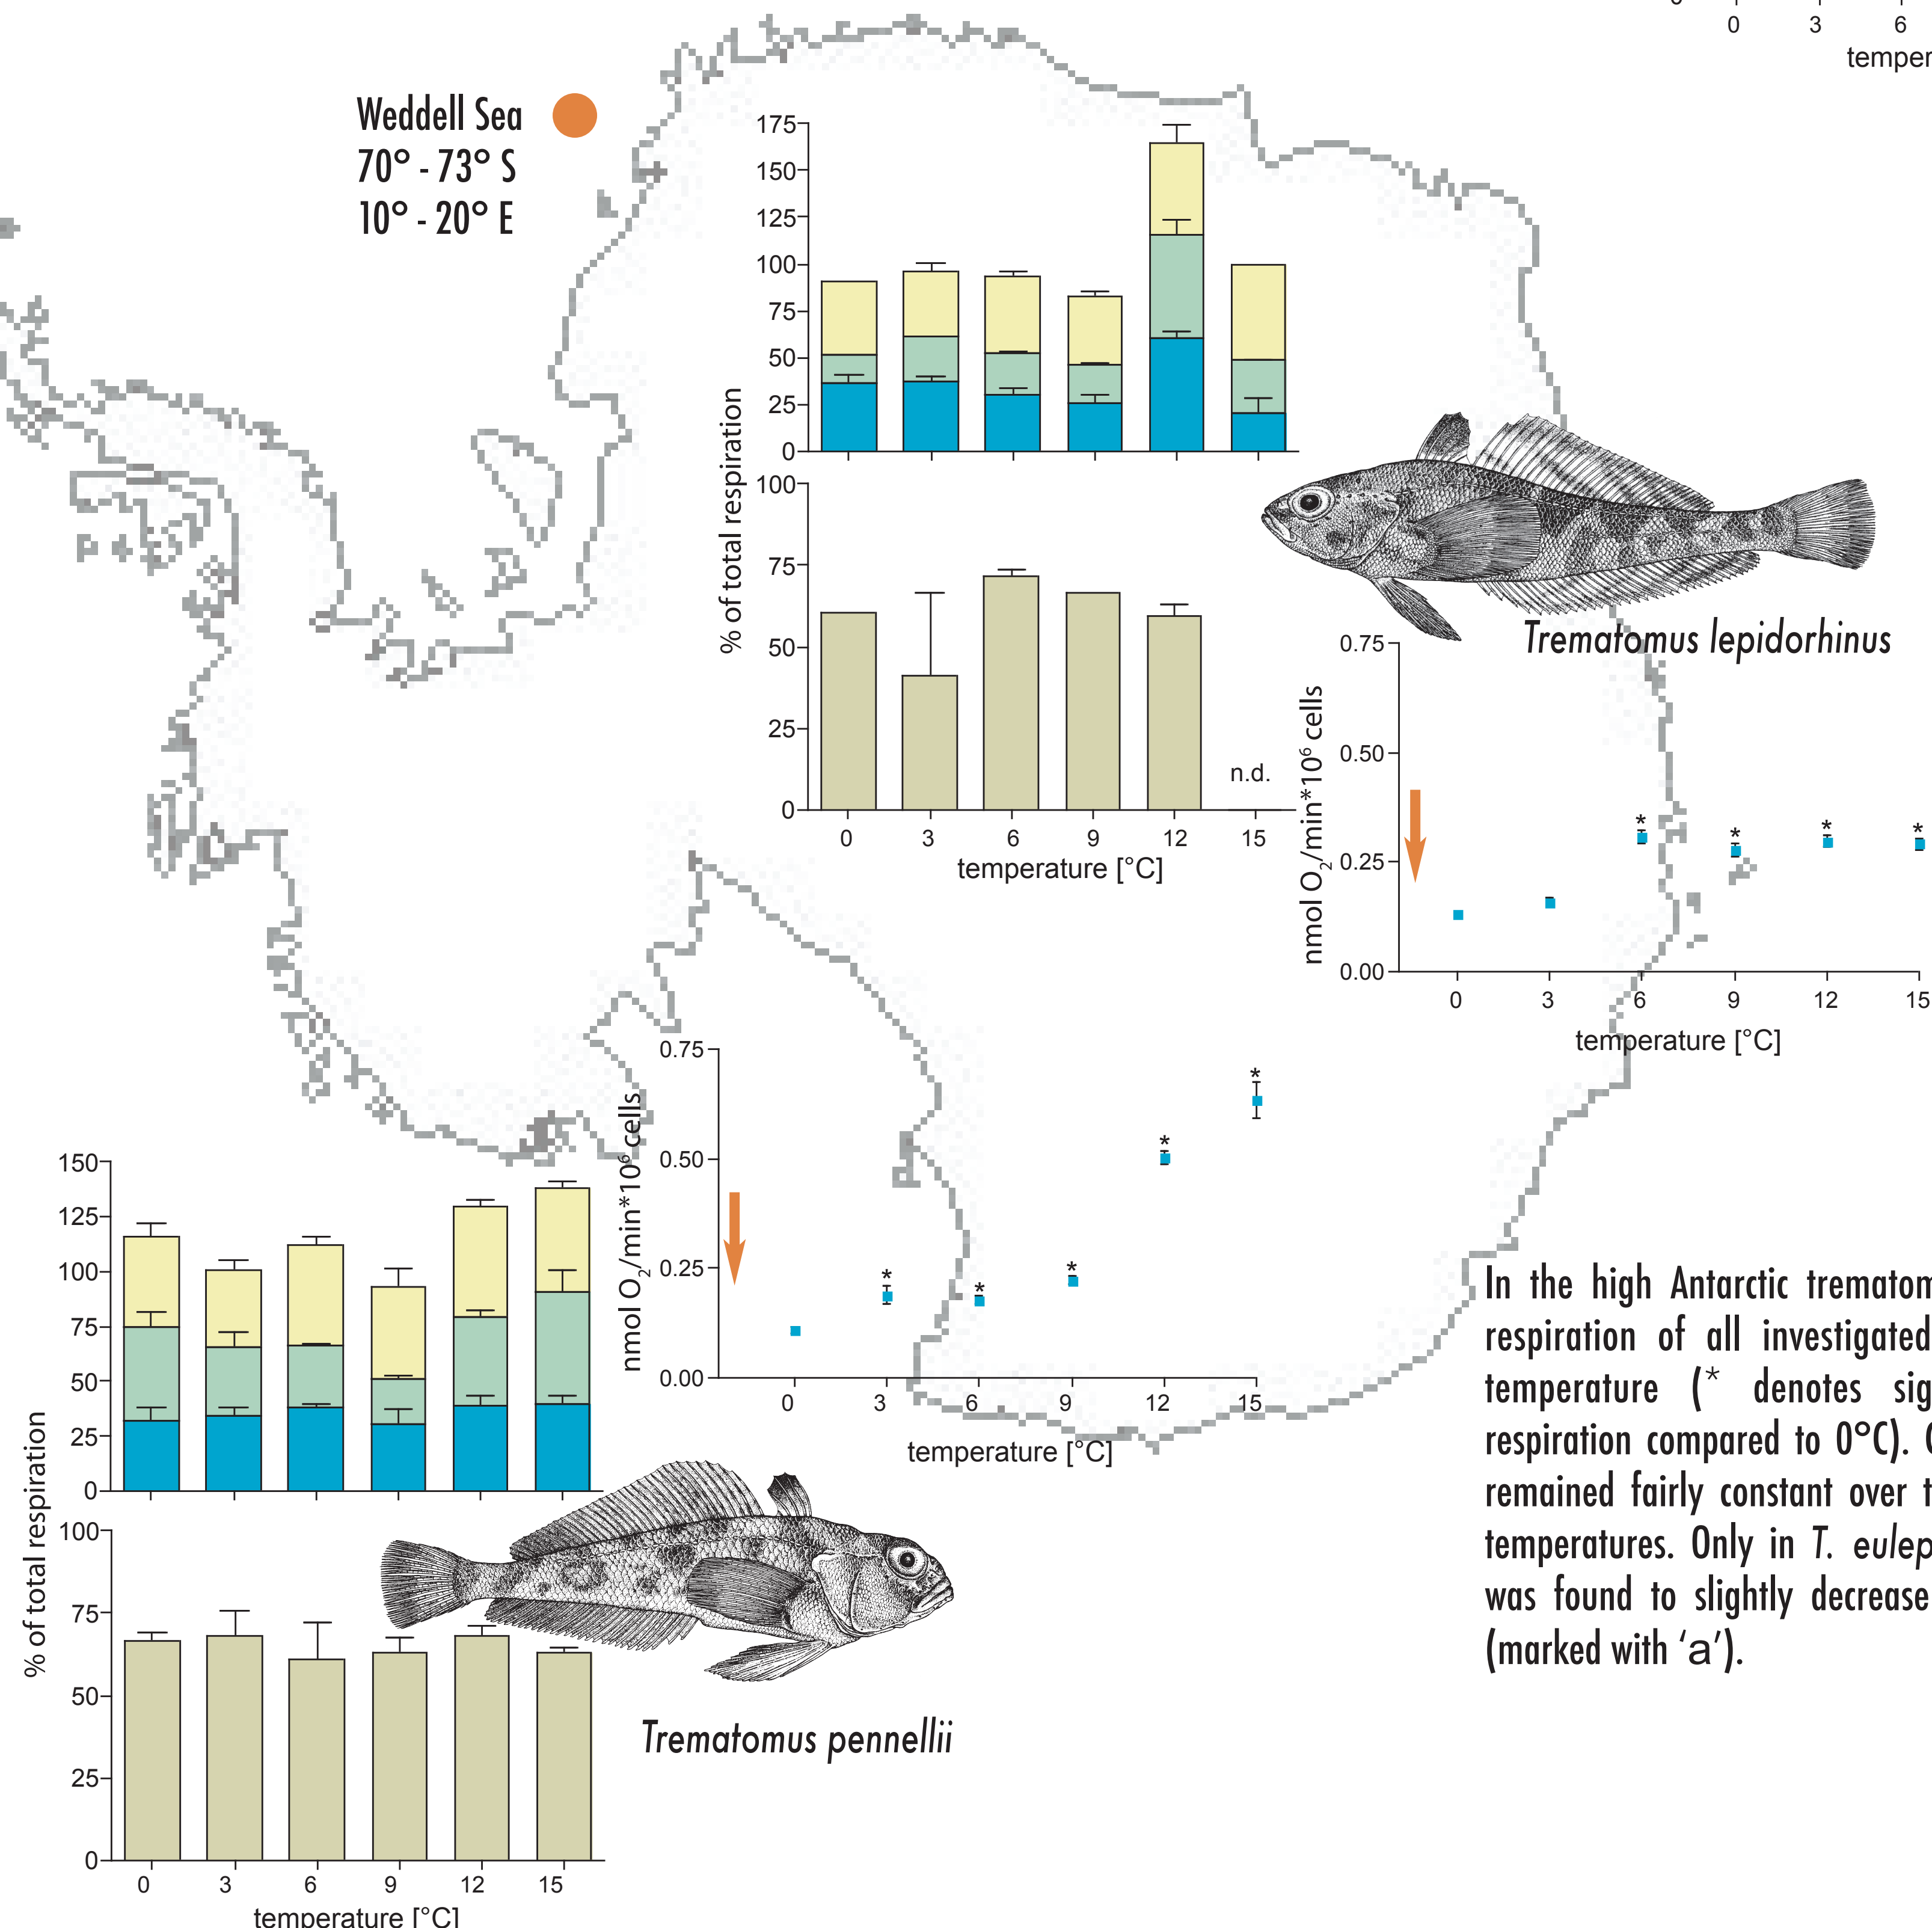 0 3 6
temper
Weddell Sea
70° - 73° S
10° - 20° E
175
150
125
100
75
50
25
0
% of total respiration
100
75
50
25
0
n.d.
0 3 6 9 12 15
temperature [°C]
Trematomus lepidorhinus
nmol O₂/min*10⁶ cells
0.75
0.50
0.25
0.00
* * * *
0 3 6 9 12 15
temperature [°C]
nmol O₂/min*10⁶ cells
0.75
0.50
0.25
0.00
* * * * *
0 3 6 9 12 15
temperature [°C]
150
125
100
75
50
25
0
% of total respiration
100
75
50
25
0
0 3 6 9 12 15
temperature [°C]
Trematomus pennellii
In the high Antarctic trematom
respiration of all investigated
temperature (* denotes sig
respiration compared to 0°C).
remained fairly constant over t
temperatures. Only in T. eulep
was found to slightly decrease
(marked with ‘a’).